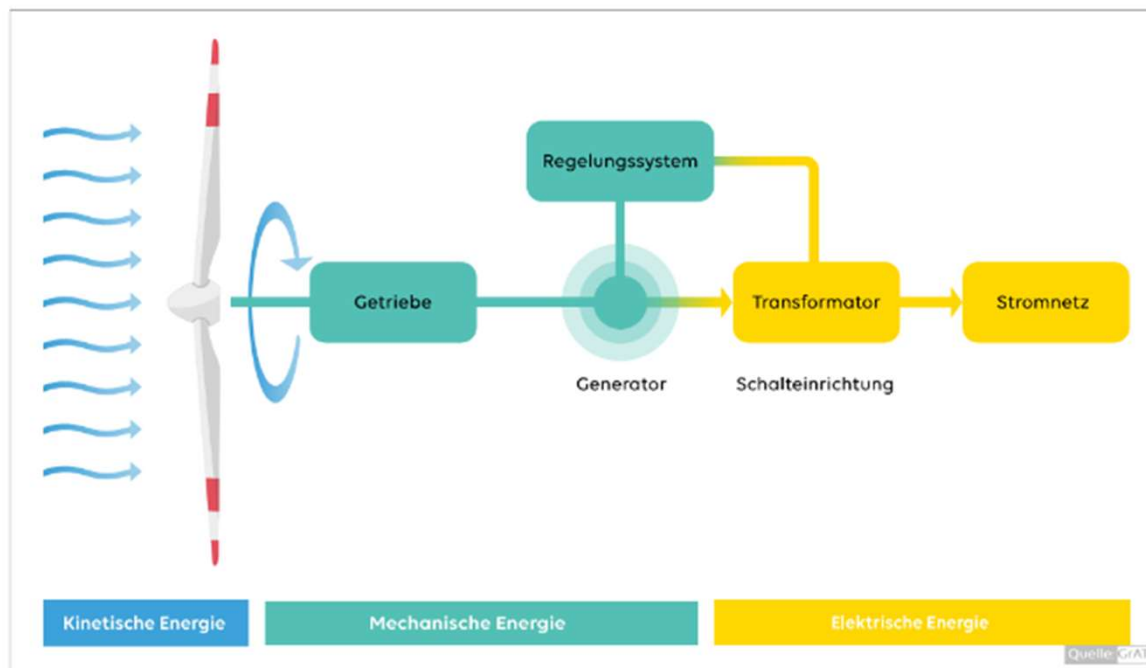 Regelungssystem
Getriebe
Transformator
Stromnetz
Generator
Schalteinrichtung
Kinetische Energie
Mechanische Energie
Elektrische Energie
Quelle: